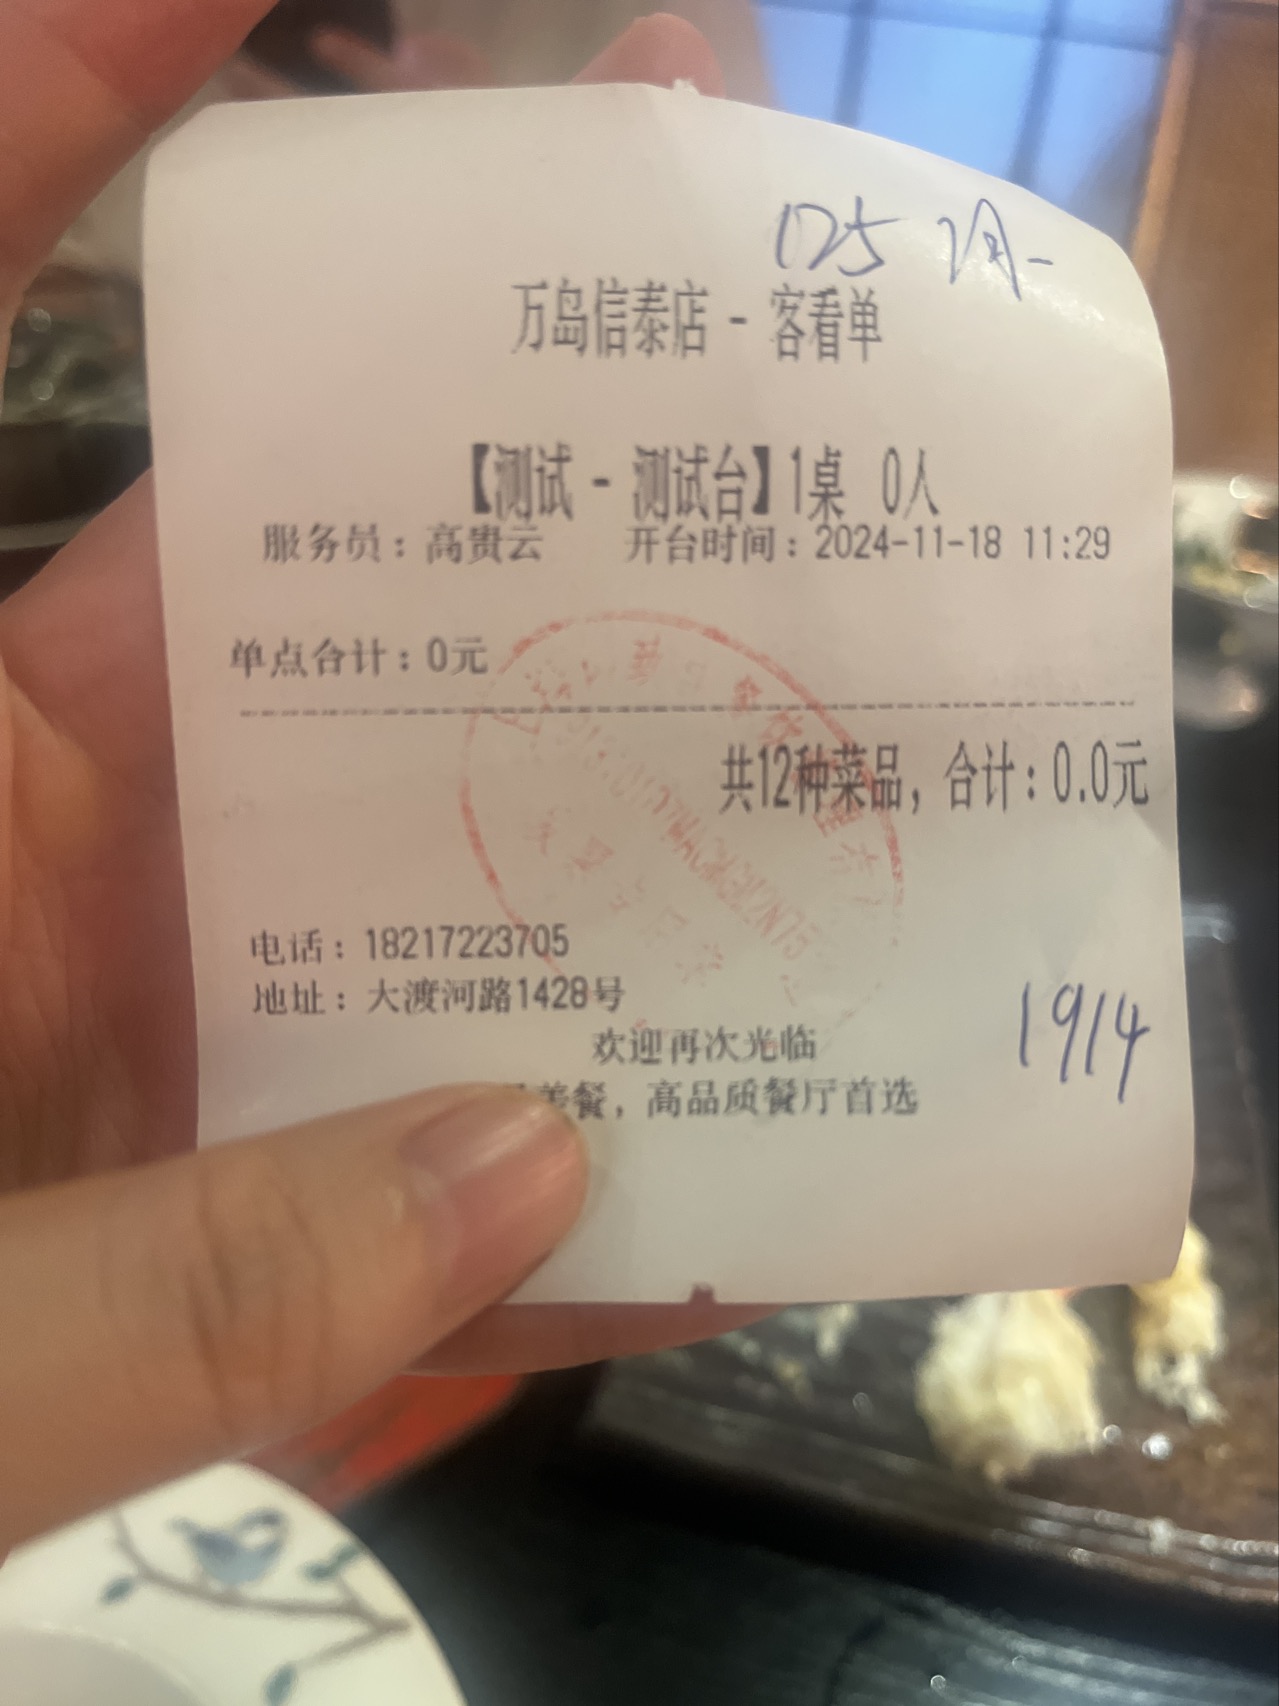 125
万岛信泰店 - 客看单
【测试 - 测试台】1桌 0人
服务员：高贵云 开台时间：2024-11-18 11:29
单点合计：0元
共12种菜品，合计：0.0元
电话：18217223705
地址：大渡河路1428号
欢迎再次光临
美餐，高品质餐厅首选
1914